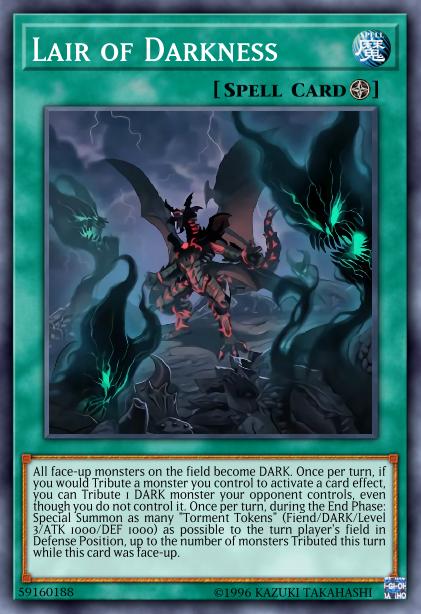 LAIR OF DARKNESS
SPELL
魔
[SPELL CARD]
All face-up monsters on the field become DARK. Once per turn, if
you would Tribute a monster you control to activate a card effect,
you can Tribute 1 DARK monster your opponent controls, even
though you do not control it. Once per turn, during the End Phase:
Special Summon as many "Torment Tokens" (Fiend/DARK/Level
3/ATK 1000/DEF 1000) as possible to the turn player's field in
Defense Position, up to the number of monsters Tributed this turn
while this card was face-up.
59160188
©1996 KAZUKI TAKAHASHI